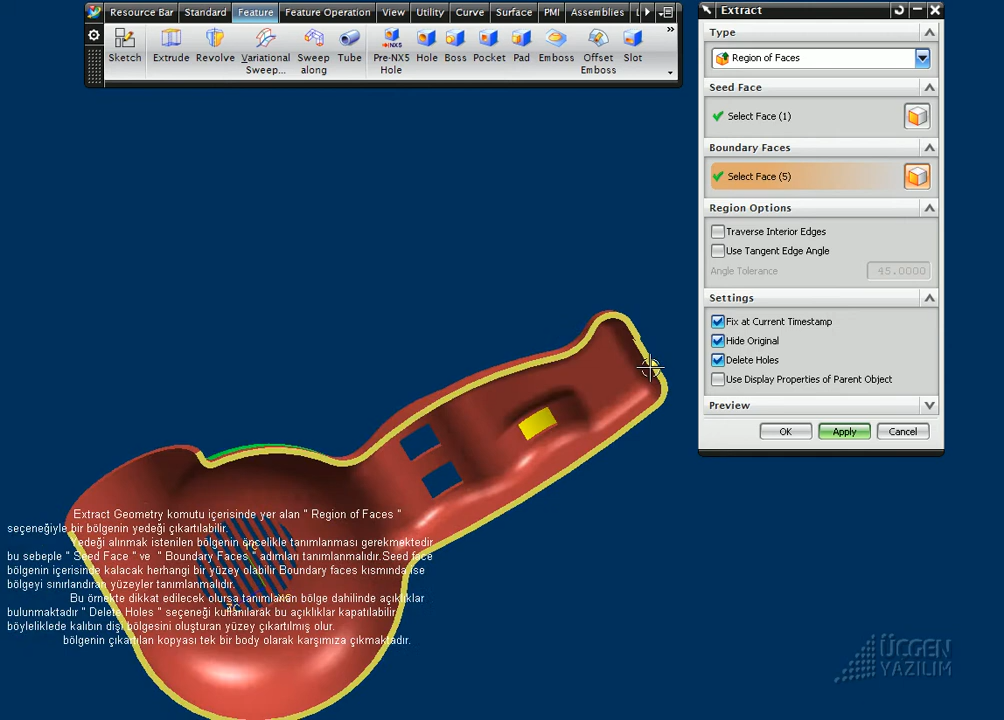 Resource Bar Standard Feature Feature Operation View Utility Curve Surface PMI Assemblies
Sketch Extrude Revolve Variational Sweep... Sweep along Tube Pre-NX5 Hole Hole Boss Pocket Pad Emboss Offset Emboss Slot
Extract
Type
Region of Faces
Seed Face
Select Face (1)
Boundary Faces
Select Face (5)
Region Options
Traverse Interior Edges
Use Tangent Edge Angle
Angle Tolerance 45.0000
Settings
Fix at Current Timestamp
Hide Original
Delete Holes
Use Display Properties of Parent Object
Preview
OK Apply Cancel
Extract Geometry komutu içerisinde yer alan " Region of Faces "
seçeneğiyle bir bölgenin yedeği çıkartılabilir.
Yedeği alınmak istenilen bölgenin öncelikle tanımlanması gerekmektedir
bu sebeple " Seed Face " ve " Boundary Faces " adımları tanımlanmalıdır.Seed face
bölgenin içerisinde kalacak herhangi bir yüzey olabilir Boundary faces kısmında ise
bölgeyi sınırlandıran yüzeyler tanımlanmalıdır.
Bu örnekte dikkat edilecek olursa tanımlanan bölge dahilinde açıklıklar
bulunmaktadır " Delete Holes " seçeneği kullanılarak bu açıklıklar kapatılabilir
böyleliklede kalıbın dişi bölgesini oluşturan yüzey çıkartılmış olur.
bölgenin çıkartılan kopyası tek bir body olarak karşımıza çıkmaktadır.
ÜÇGEN
YAZILIM